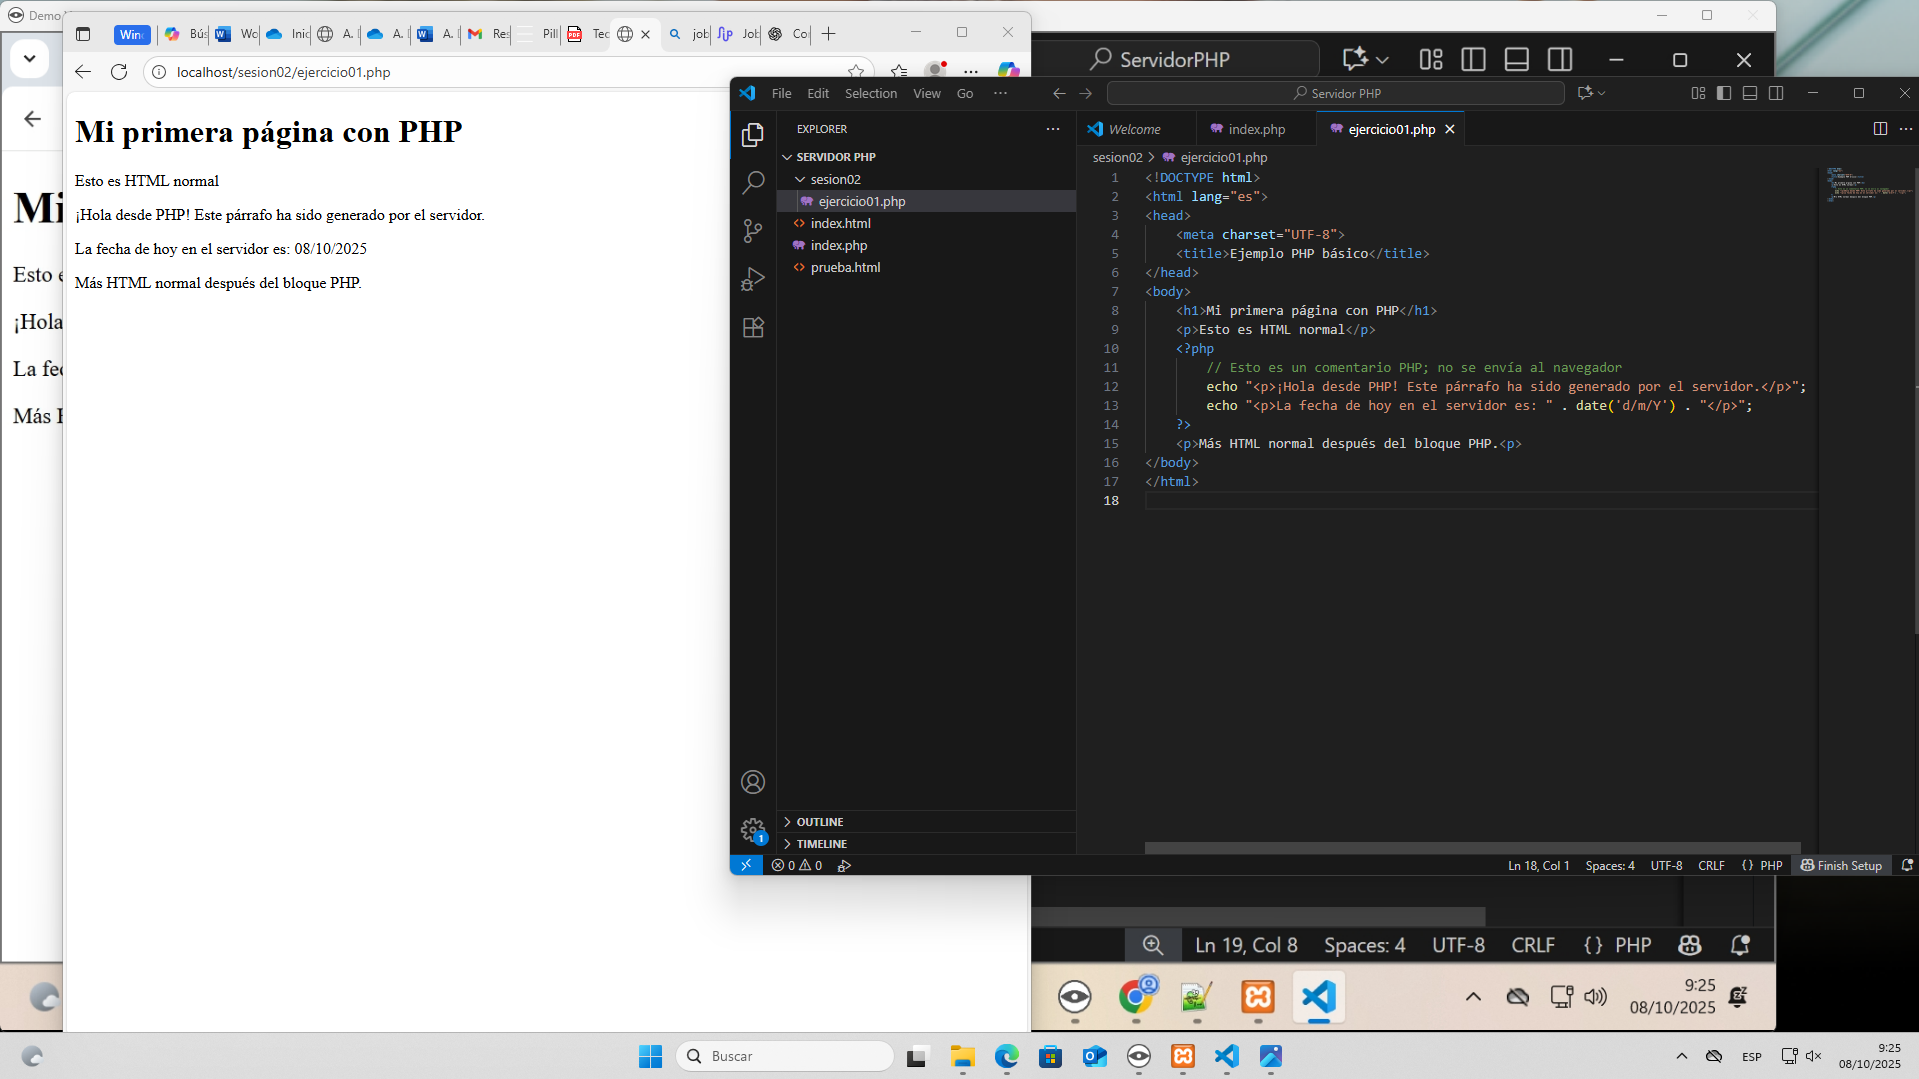 Demo
Win
Bús
Wo
Inic
A. I
A. I
A. I
Res
Pill
Tec
job
Job
Co
localhost/sesion02/ejercicio01.php
ServidorPHP
Mi primera página con PHP
Esto es HTML normal
¡Hola desde PHP! Este párrafo ha sido generado por el servidor.
La fecha de hoy en el servidor es: 08/10/2025
Más HTML normal después del bloque PHP.
Mi
Esto e
¡Hola
La fec
Más H
File Edit Selection View Go ···
Servidor PHP
EXPLORER
SERVIDOR PHP
sesion02
ejercicio01.php
index.html
index.php
prueba.html
OUTLINE
TIMELINE
Welcome index.php ejercicio01.php
sesion02 > ejercicio01.php
1 <!DOCTYPE html>
2 <html lang="es">
3 <head>
4 <meta charset="UTF-8">
5 <title>Ejemplo PHP básico</title>
6 </head>
7 <body>
8 <h1>Mi primera página con PHP</h1>
9 <p>Esto es HTML normal</p>
10 <?php
11 // Esto es un comentario PHP; no se envía al navegador
12 echo "<p>¡Hola desde PHP! Este párrafo ha sido generado por el servidor.</p>";
13 echo "<p>La fecha de hoy en el servidor es: " . date('d/m/Y') . "</p>";
14 ?>
15 <p>Más HTML normal después del bloque PHP.<p>
16 </body>
17 </html>
18
1
0 0 Ln 18, Col 1 Spaces: 4 UTF-8 CRLF {} PHP Finish Setup
Ln 19, Col 8 Spaces: 4 UTF-8 CRLF {} PHP
9:25
08/10/2025
Buscar
ESP
9:25
08/10/2025